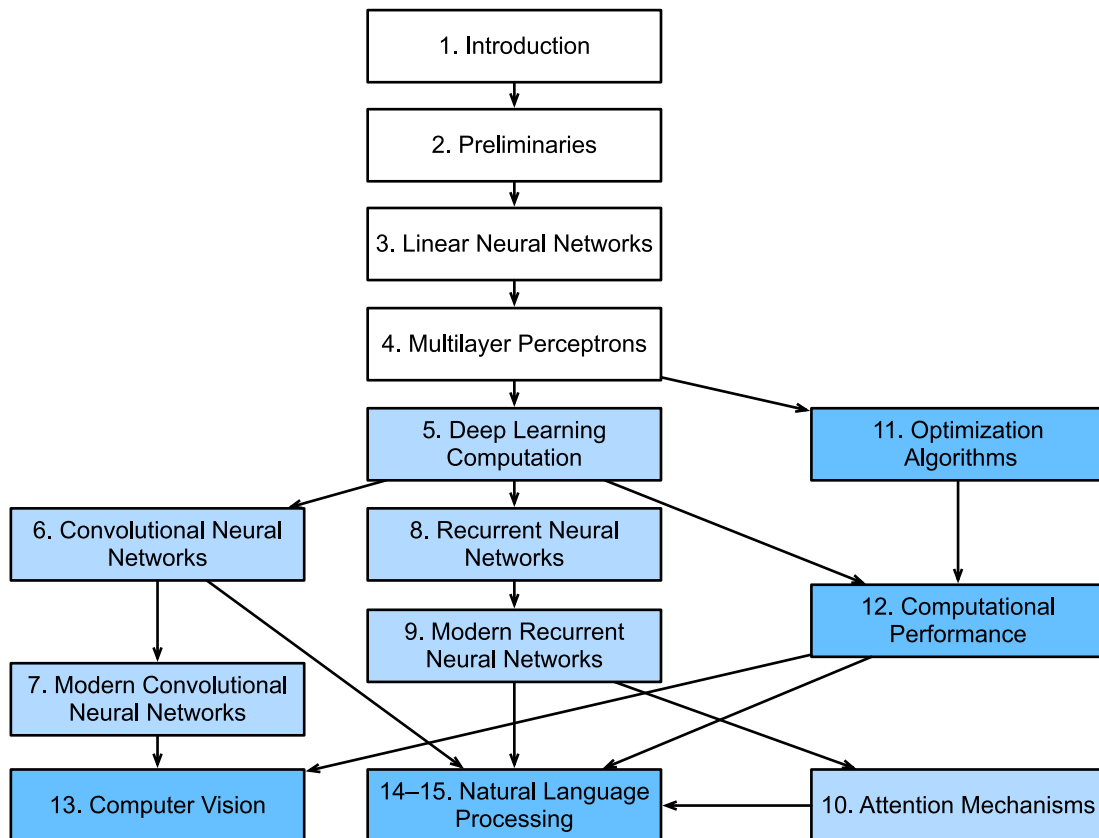 1. Introduction
2. Preliminaries
3. Linear Neural Networks
4. Multilayer Perceptrons
5. Deep Learning
Computation
11. Optimization
Algorithms
6. Convolutional Neural
Networks
8. Recurrent Neural
Networks
12. Computational
Performance
9. Modern Recurrent
Neural Networks
7. Modern Convolutional
Neural Networks
13. Computer Vision
14–15. Natural Language
Processing
10. Attention Mechanisms